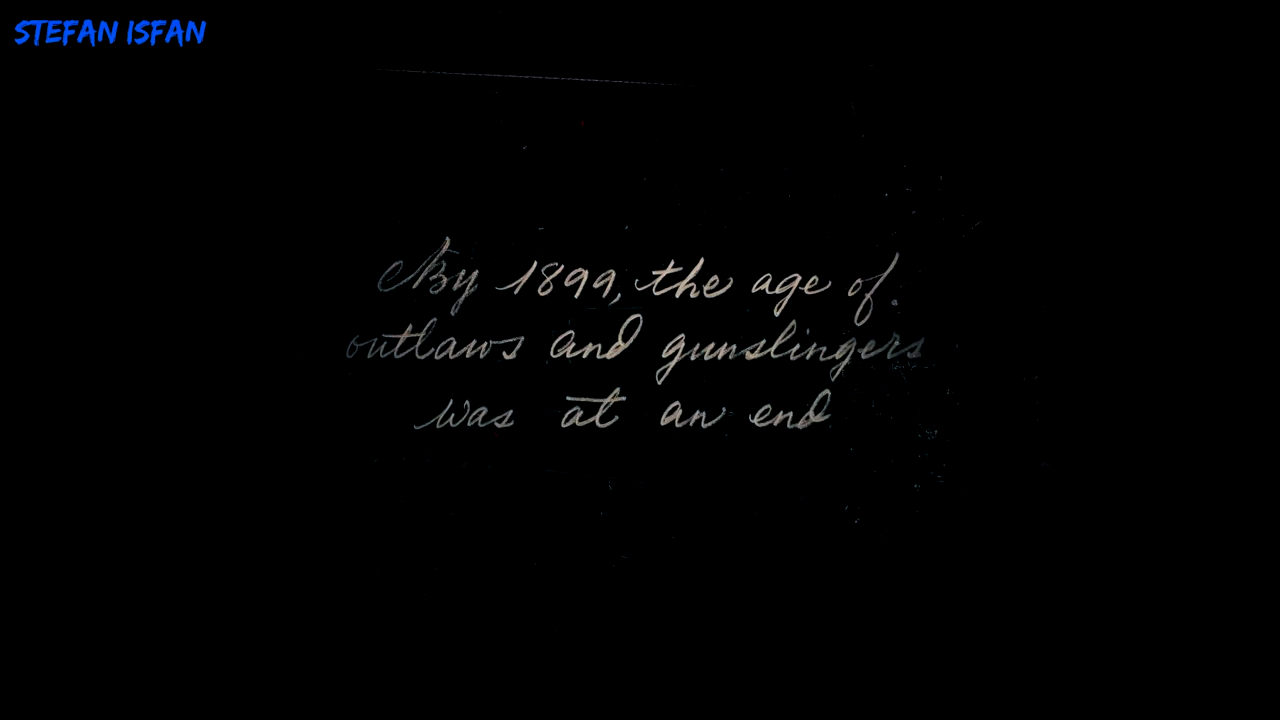 STEFAN ISFAN
By 1899, the age of
outlaws and gunslingers
was at an end